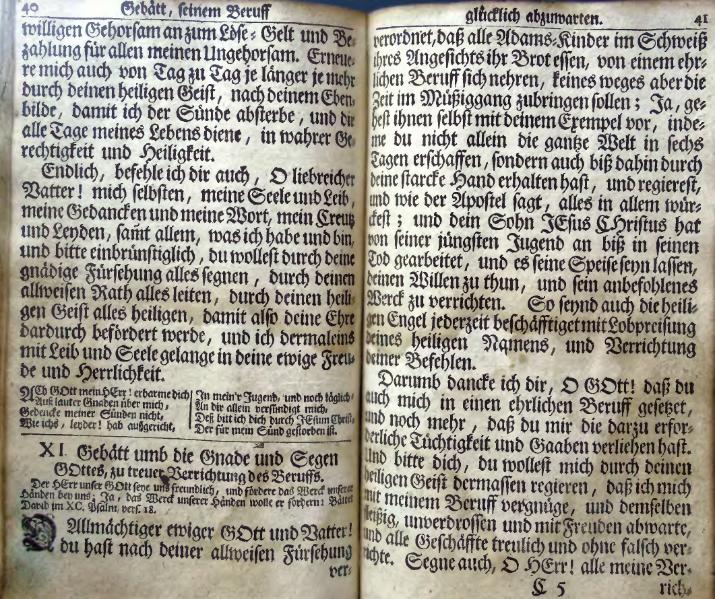 40 Gebätt, seinem Beruff
willigen Gehorsam an zum Löse-Gelt und Be-
zahlung für allen meinen Ungehorsam. Erneue-
re mich auch von Tag zu Tag je länger je mehr
durch deinen heiligen Geist, nach deinem Eben-
bilde, damit ich der Sünde absterbe, und dir
alle Tage meines Lebens diene, in wahrer Ge-
rechtigkeit und Heiligkeit.
Endlich, befehle ich dir auch, O liebreicher
Vatter! mich selbsten, meine Seele und Leib,
meine Gedancken und meine Wort, mein Creutz
und Leyden, sam̃t allem, was ich habe und bin,
und bitte einbrünstiglich, du wollest durch deine
gnädige Fürsehung alles segnen, durch deinen
allweisen Rath alles leiten, durch deinen heili-
gen Geist alles heiligen, damit also deine Ehre
dardurch befördert werde, und ich dermaleins
mit Leib und Seele gelange in deine ewige Freu-
de und Herrlichkeit.
ACh GOtt mein HErr! erbarme dich
Auß lauter Gnaden über mich,
Gedencke meiner Sünden nicht,
Wie ichs, leyder! hab außgericht,
In mein'r Jugend, und noch täglich,
An dir allein versündigt mich,
Deß bitt ich dich durch JEsum Christ,
Der für mein Sünd gestorben ist.
XI. Gebätt umb die Gnade und Segen
GOttes, zu treuer Verrichtung des Beruffs.
Der HErr unser GOtt seye uns freundlich, und fördere das Werck unserer
Händen bey uns; Ja, das Werck unserer Händen wolle er fördern! Bättet
David im XC. Psalm, vers. 18.
O Allmächtiger ewiger GOtt und Vatter!
du hast nach deiner allweisen Fürsehung
ver-
glücklich abzuwarten. 41
verordnet, daß alle Adams-Kinder im Schweiß
ihres Angesichts ihr Brot essen, von einem ehr-
lichen Beruff sich nehren, keines weges aber die
Zeit im Müßiggang zubringen sollen; Ja, ge-
hest ihnen selbst mit deinem Exempel vor, inde-
me du nicht allein die gantze Welt in sechs
Tagen erschaffen, sondern auch biß dahin durch
deine starcke Hand erhalten hast, und regierest,
und wie der Apostel sagt, alles in allem wür-
ckest; und dein Sohn JEsus CHristus hat
von seiner jüngsten Jugend an biß in seinen
Tod gearbeitet, und es seine Speise seyn lassen,
deinen Willen zu thun, und sein anbefohlenes
Werck zu verrichten. So seynd auch die heili-
gen Engel jederzeit beschäfftiget mit Lobpreisung
deines heiligen Namens, und Verrichtung
deiner Befehlen.
Darumb dancke ich dir, O GOtt! daß du
auch mich in einen ehrlichen Beruff gesetzet,
und noch mehr, daß du mir die darzu erfor-
derliche Tüchtigkeit und Gaaben verliehen hast.
Und bitte dich, du wollest mich durch deinen
heiligen Geist dermassen regieren, daß ich mich
mit meinem Beruff vergnüge, und demselben
fleißig, unverdrossen und mit Freuden abwarte,
und alle Geschäffte treulich und ohne falsch ver-
richte. Segne auch, O HErr! alle meine Ver-
C 5 rich-